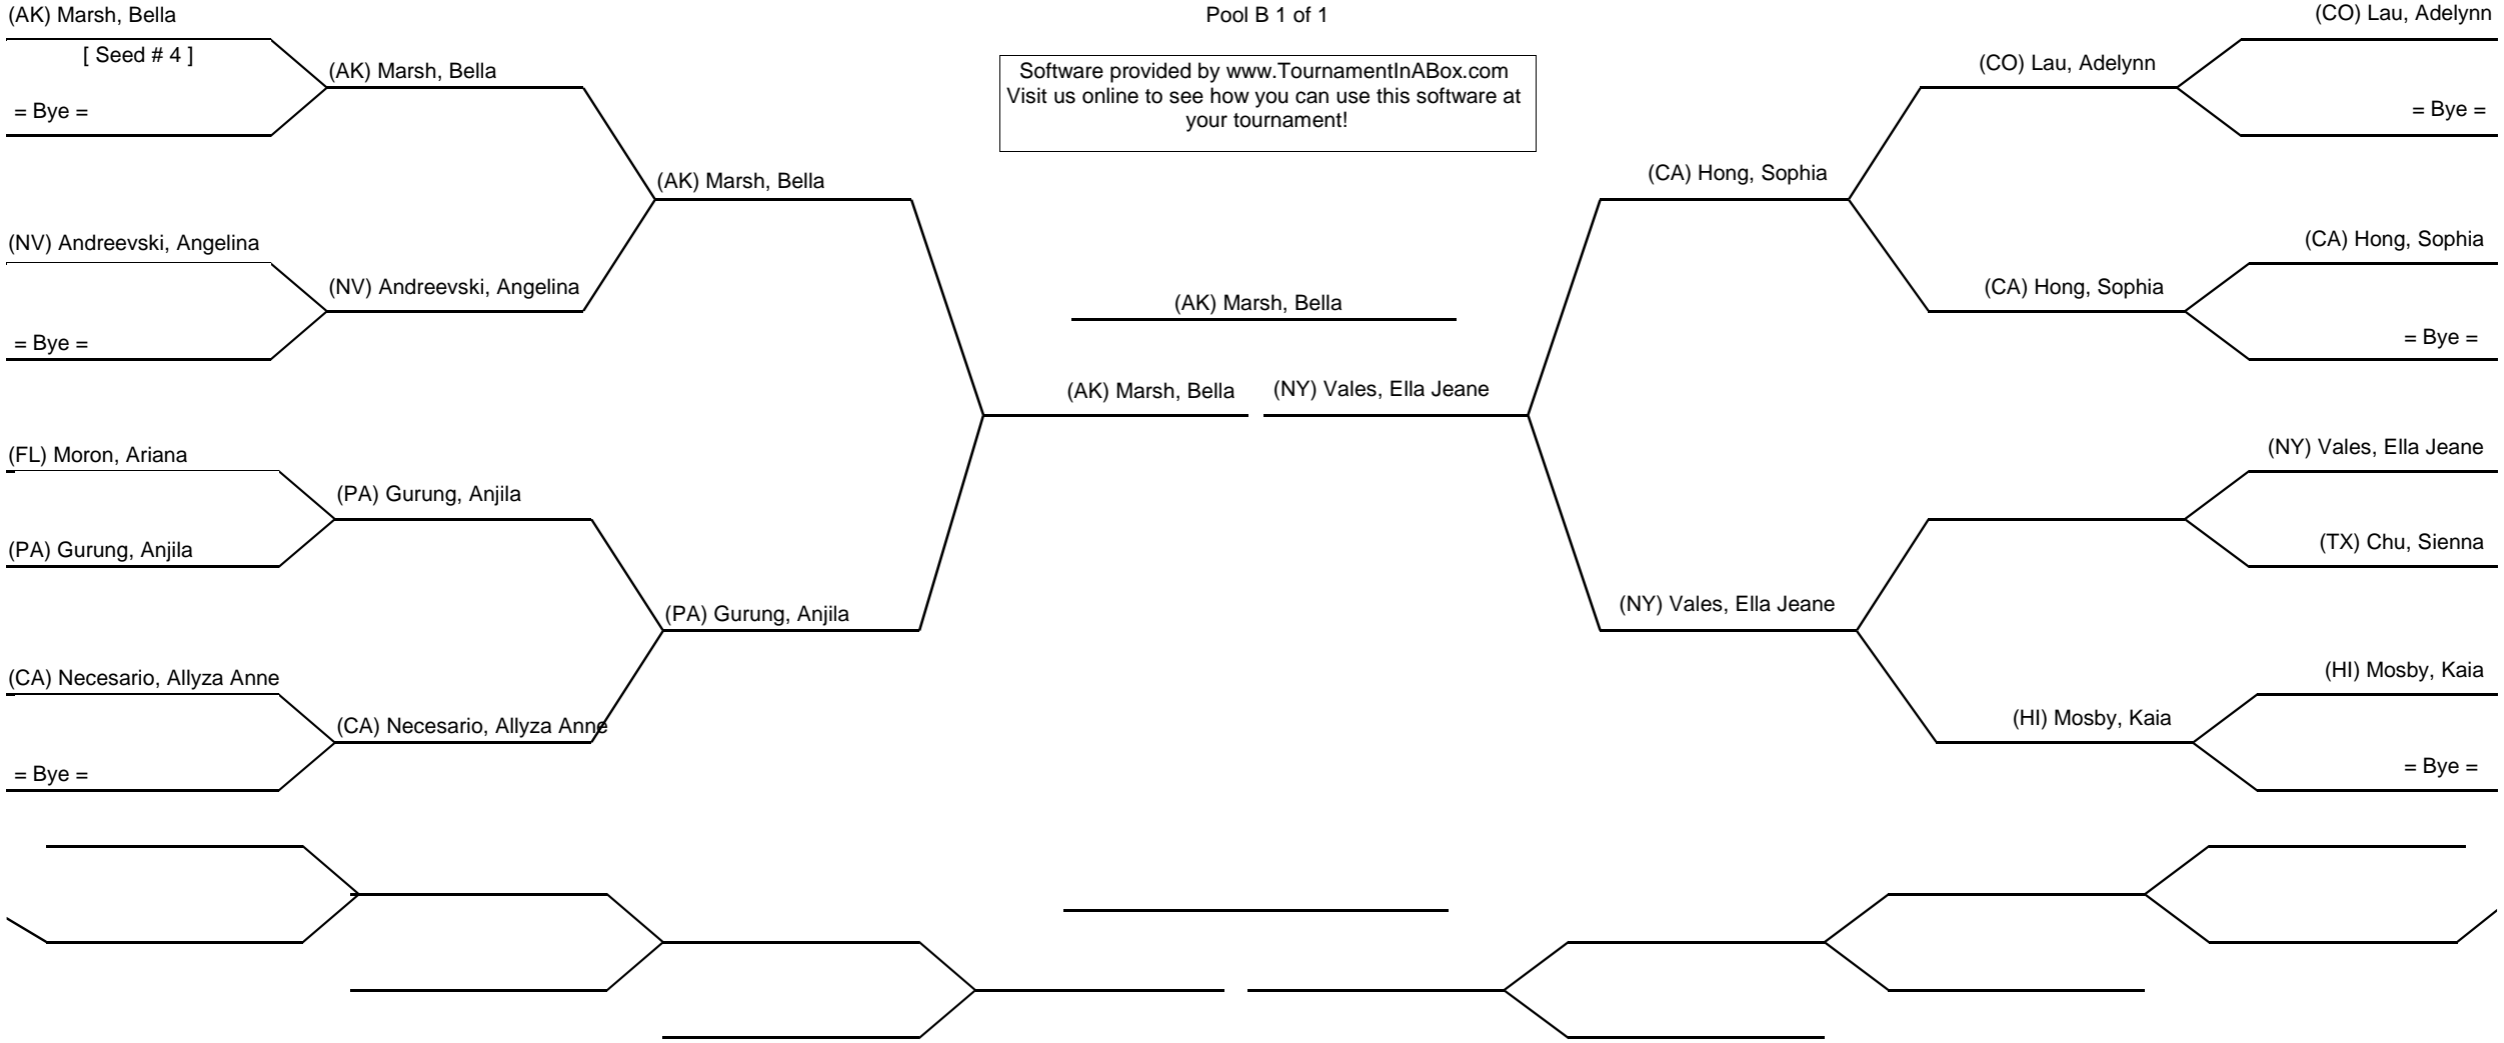 (AK) Marsh, Bella
[ Seed # 4 ]
= Bye =
(NV) Andreevski, Angelina
= Bye =
(FL) Moron, Ariana
(PA) Gurung, Anjila
(CA) Necesario, Allyza Anne
= Bye =
(AK) Marsh, Bella
(NV) Andreevski, Angelina
(PA) Gurung, Anjila
(CA) Necesario, Allyza Anne
(AK) Marsh, Bella
(PA) Gurung, Anjila
Pool B 1 of 1
Software provided by www.TournamentInABox.com
Visit us online to see how you can use this software at
your tournament!
(AK) Marsh, Bella
(AK) Marsh, Bella
(NY) Vales, Ella Jeane
(CA) Hong, Sophia
(NY) Vales, Ella Jeane
(CO) Lau, Adelynn
(CA) Hong, Sophia
(HI) Mosby, Kaia
(CO) Lau, Adelynn
= Bye =
(CA) Hong, Sophia
= Bye =
(NY) Vales, Ella Jeane
(TX) Chu, Sienna
(HI) Mosby, Kaia
= Bye =